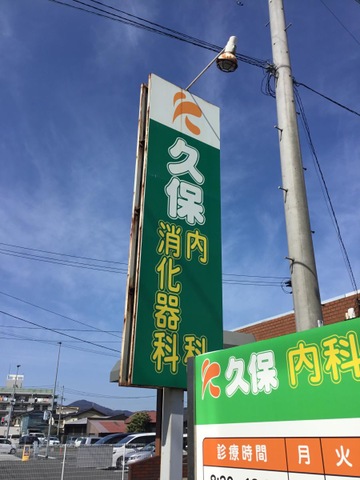 久保
内科
消化器科
久保 内科
診療時間 月 火